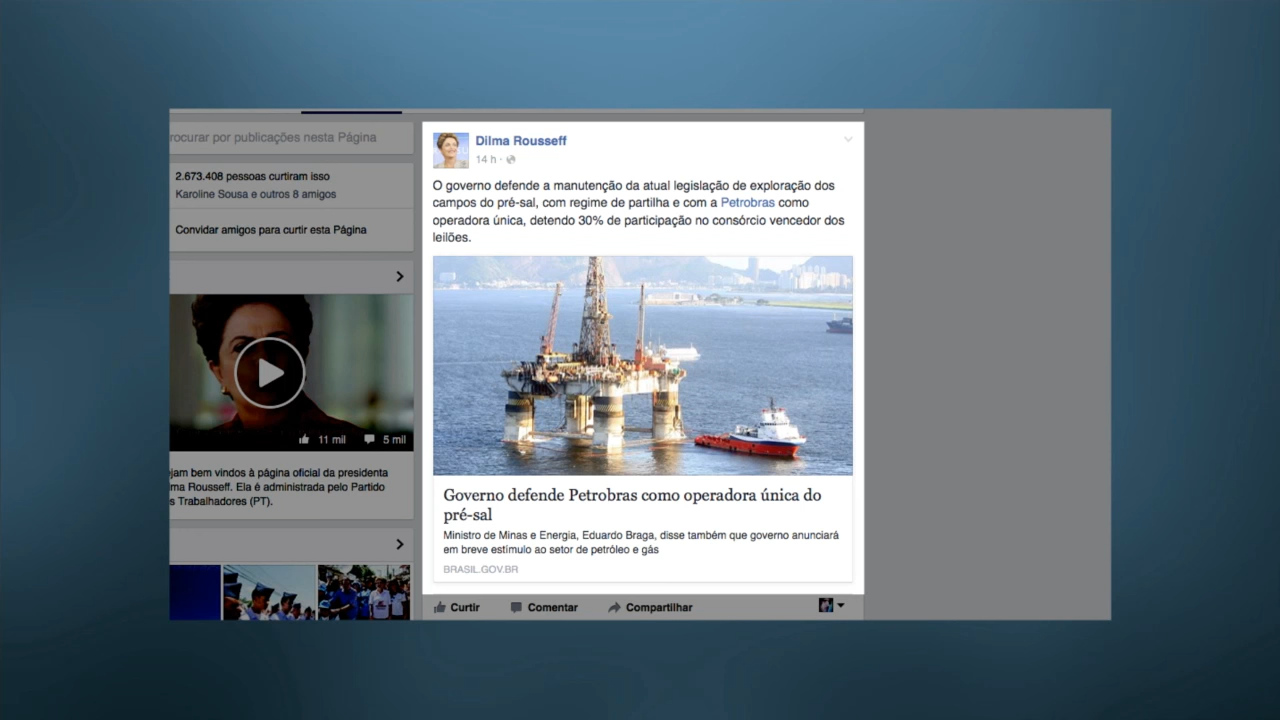 rocurar por publicações nesta Página
2.673.408 pessoas curtiram isso
Karoline Sousa e outros 8 amigos
Convidar amigos para curtir esta Página
11 mil 5 mil
ejam bem vindos à página oficial da presidenta
ma Rousseff. Ela é administrada pelo Partido
s Trabalhadores (PT).
Dilma Rousseff
14 h ·
O governo defende a manutenção da atual legislação de exploração dos
campos do pré-sal, com regime de partilha e com a Petrobras como
operadora única, detendo 30% de participação no consórcio vencedor dos
leilões.
Governo defende Petrobras como operadora única do
pré-sal
Ministro de Minas e Energia, Eduardo Braga, disse também que governo anunciará
em breve estímulo ao setor de petróleo e gás
BRASIL.GOV.BR
Curtir Comentar Compartilhar